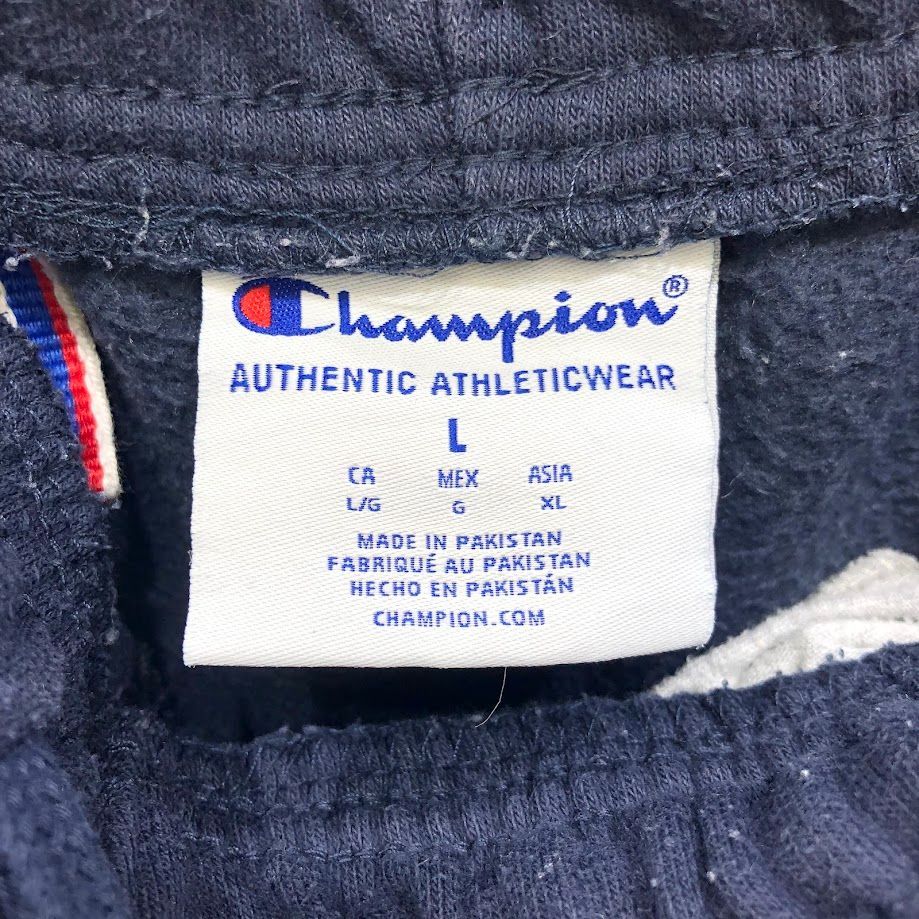 Champion®
AUTHENTIC ATHLETICWEAR
L
CA MEX ASIA
L/G G XL
MADE IN PAKISTAN
FABRIQUÉ AU PAKISTAN
HECHO EN PAKISTÁN
CHAMPION.COM